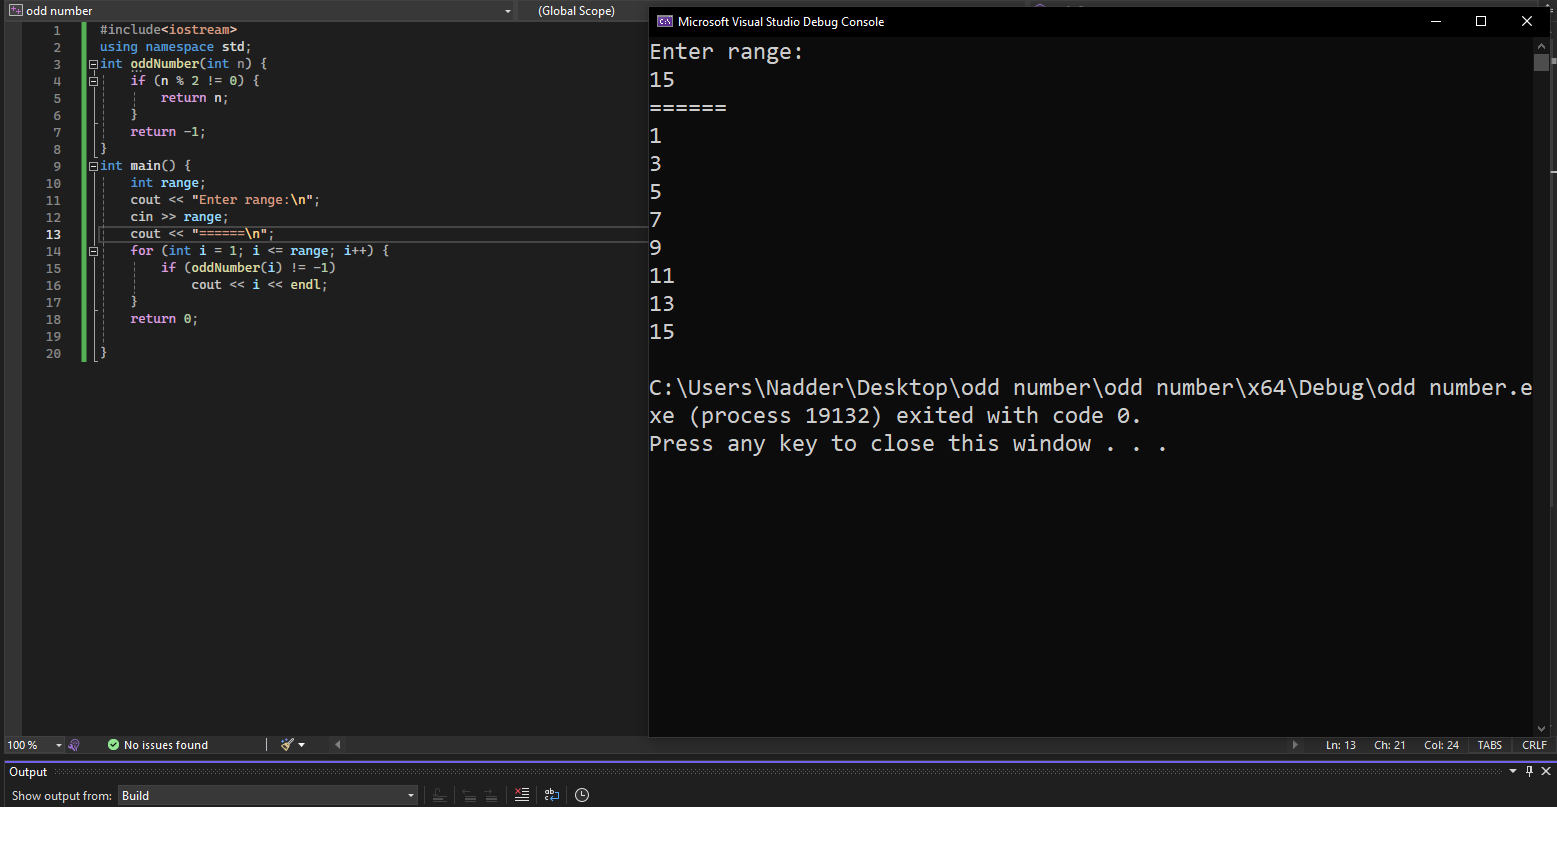 odd number
(Global Scope)
1 #include<iostream>
2 using namespace std;
3 int oddNumber(int n) {
4 if (n % 2 != 0) {
5 return n;
6 }
7 return -1;
8 }
9 int main() {
10 int range;
11 cout << "Enter range:\n";
12 cin >> range;
13 cout << "======\n";
14 for (int i = 1; i <= range; i++) {
15 if (oddNumber(i) != -1)
16 cout << i << endl;
17 }
18 return 0;
19
20 }
Microsoft Visual Studio Debug Console
Enter range:
15
======
1
3
5
7
9
11
13
15
C:\Users\Nadder\Desktop\odd number\odd number\x64\Debug\odd number.e
xe (process 19132) exited with code 0.
Press any key to close this window . . .
100 %
No issues found
Ln: 13 Ch: 21 Col: 24 TABS CRLF
Output
Show output from: Build